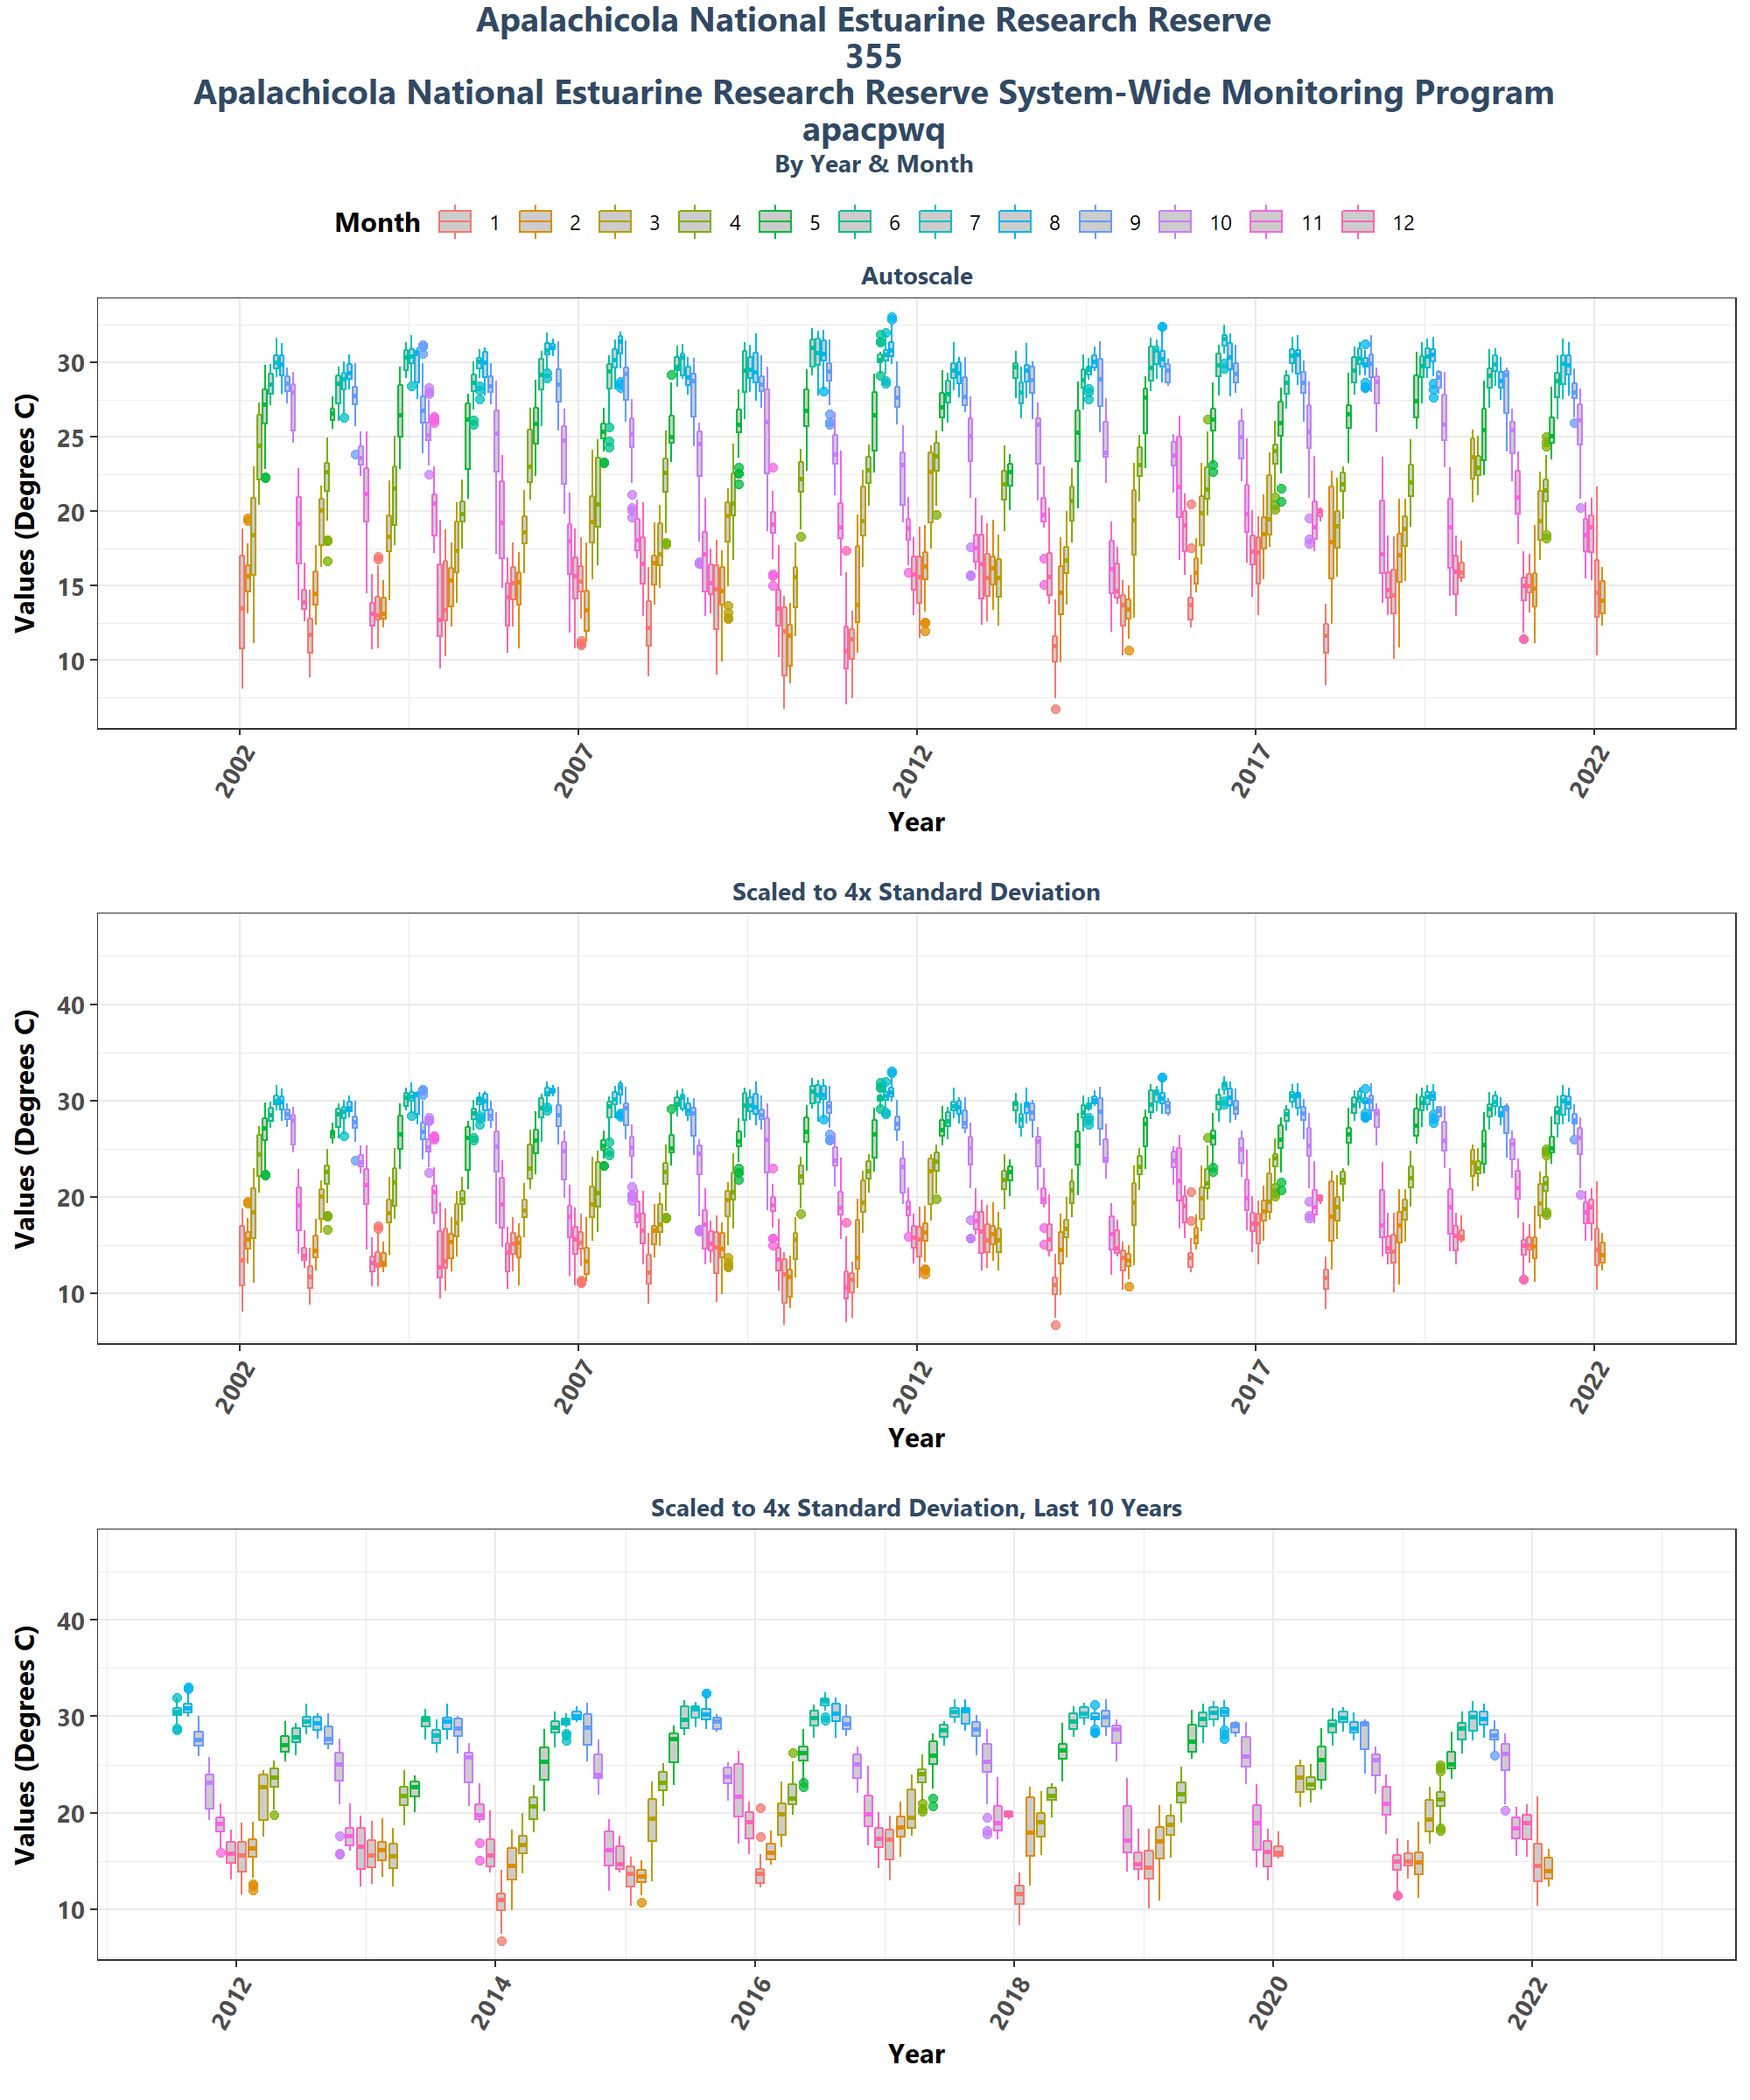 Apalachicola National Estuarine Research Reserve
355
Apalachicola National Estuarine Research Reserve System-Wide Monitoring Program
apacpwq
By Year & Month
Month 1 2 3 4 5 6 7 8 9 10 11 12
Autoscale
Values (Degrees C)
30
25
20
15
10
2002 2007 2012 2017 2022
Year
Scaled to 4x Standard Deviation
Values (Degrees C)
40
30
20
10
2002 2007 2012 2017 2022
Year
Scaled to 4x Standard Deviation, Last 10 Years
Values (Degrees C)
40
30
20
10
2012 2014 2016 2018 2020 2022
Year